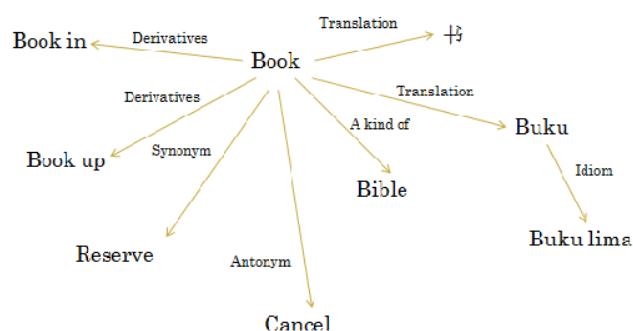 Translation
书
Book in
Derivatives
Book
Derivatives
Translation
A kind of
Buku
Synonym
Book up
Idiom
Bible
Buku lima
Reserve
Antonym
Cancel